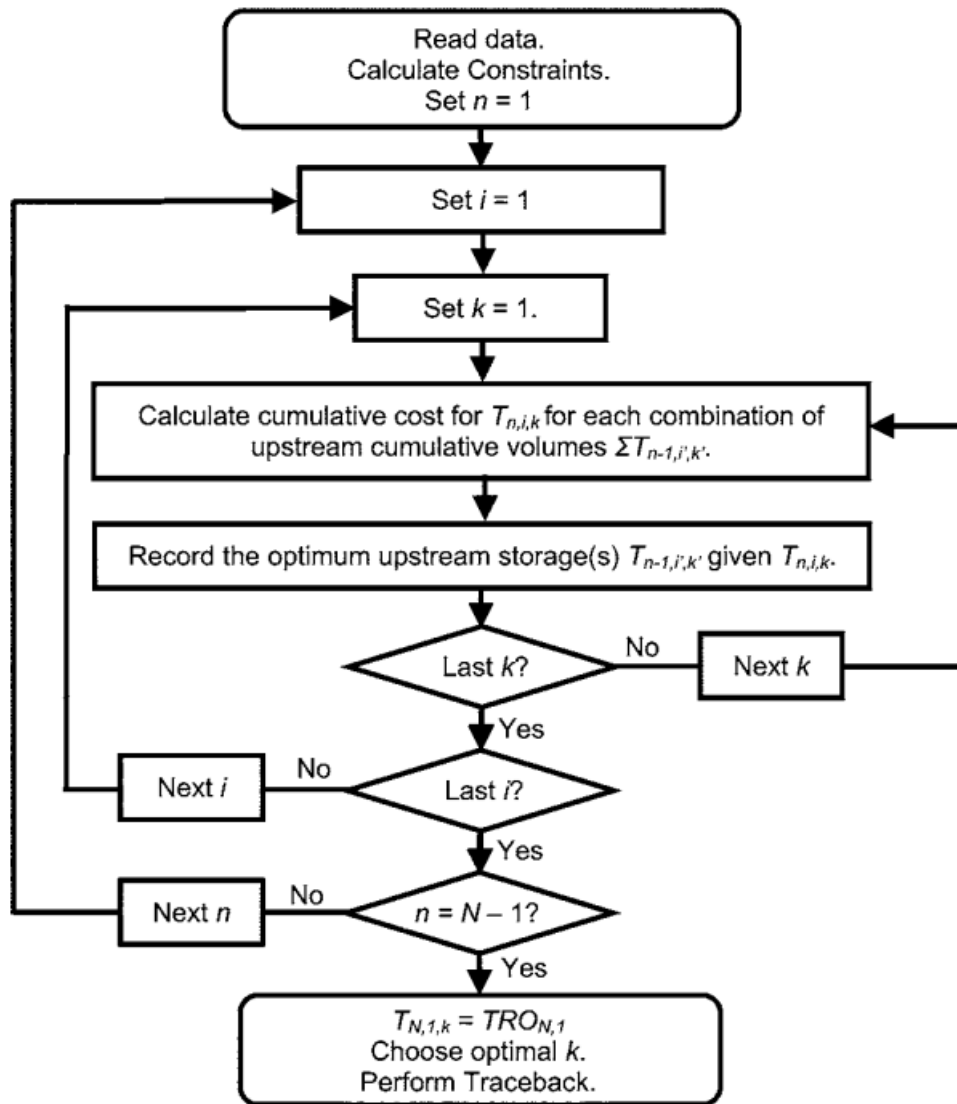 Read data.
Calculate Constraints.
Set n = 1
Set i = 1
Set k = 1.
Calculate cumulative cost for Tn,i,k for each combination of
upstream cumulative volumes ΣTn-1,i',k'.
Record the optimum upstream storage(s) Tn-1,i',k' given Tn,i,k.
Last k?
No
Next k
Yes
Next i
No
Last i?
Yes
Next n
No
n = N – 1?
Yes
TN,1,k = TRON,1
Choose optimal k.
Perform Traceback.